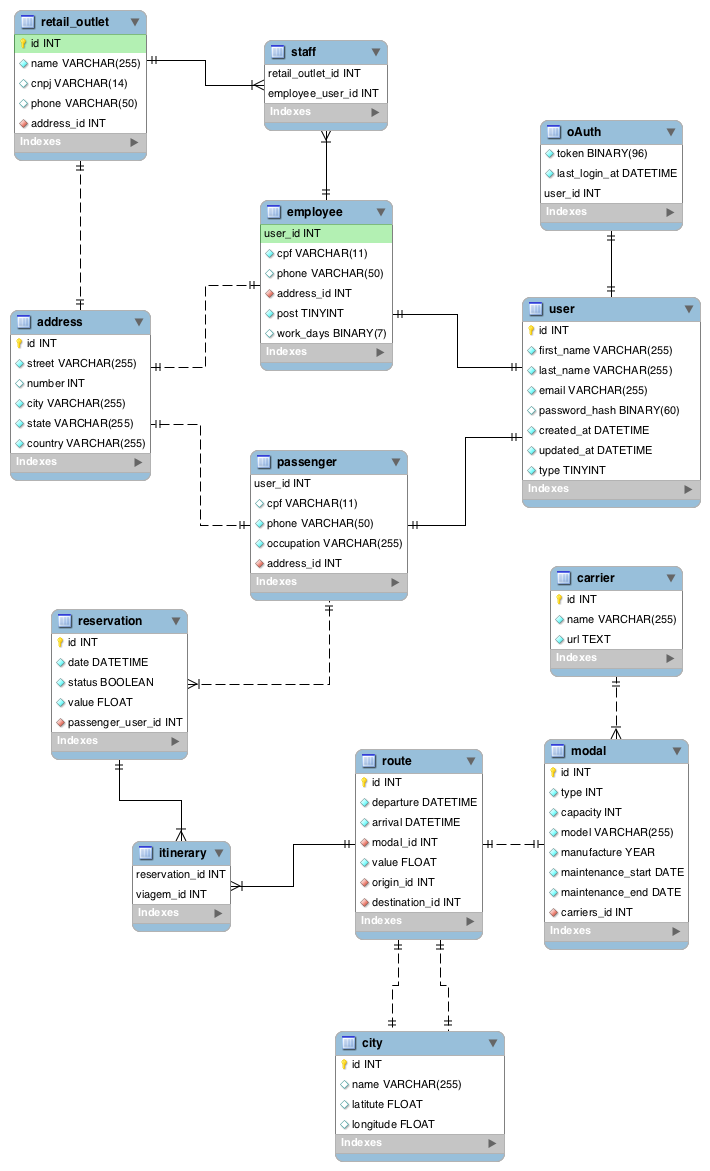 retail_outlet
id INT
name VARCHAR(255)
cnpj VARCHAR(14)
phone VARCHAR(50)
address_id INT
Indexes
staff
retail_outlet_id INT
employee_user_id INT
Indexes
oAuth
token BINARY(96)
last_login_at DATETIME
user_id INT
Indexes
employee
user_id INT
cpf VARCHAR(11)
phone VARCHAR(50)
address_id INT
post TINYINT
work_days BINARY(7)
Indexes
address
id INT
street VARCHAR(255)
number INT
city VARCHAR(255)
state VARCHAR(255)
country VARCHAR(255)
Indexes
user
id INT
first_name VARCHAR(255)
last_name VARCHAR(255)
email VARCHAR(255)
password_hash BINARY(60)
created_at DATETIME
updated_at DATETIME
type TINYINT
Indexes
passenger
user_id INT
cpf VARCHAR(11)
phone VARCHAR(50)
occupation VARCHAR(255)
address_id INT
Indexes
carrier
id INT
name VARCHAR(255)
url TEXT
Indexes
reservation
id INT
date DATETIME
status BOOLEAN
value FLOAT
passenger_user_id INT
Indexes
route
id INT
departure DATETIME
arrival DATETIME
modal_id INT
value FLOAT
origin_id INT
destination_id INT
Indexes
modal
id INT
type INT
capacity INT
model VARCHAR(255)
manufacture YEAR
maintenance_start DATE
maintenance_end DATE
carriers_id INT
Indexes
itinerary
reservation_id INT
viagem_id INT
Indexes
city
id INT
name VARCHAR(255)
latitute FLOAT
longitude FLOAT
Indexes